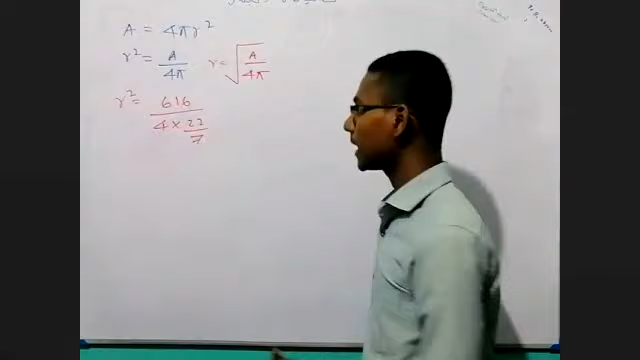 A = 4πr²
r² = A/4π r = √A/4π
r² = 616/4 × 22/7